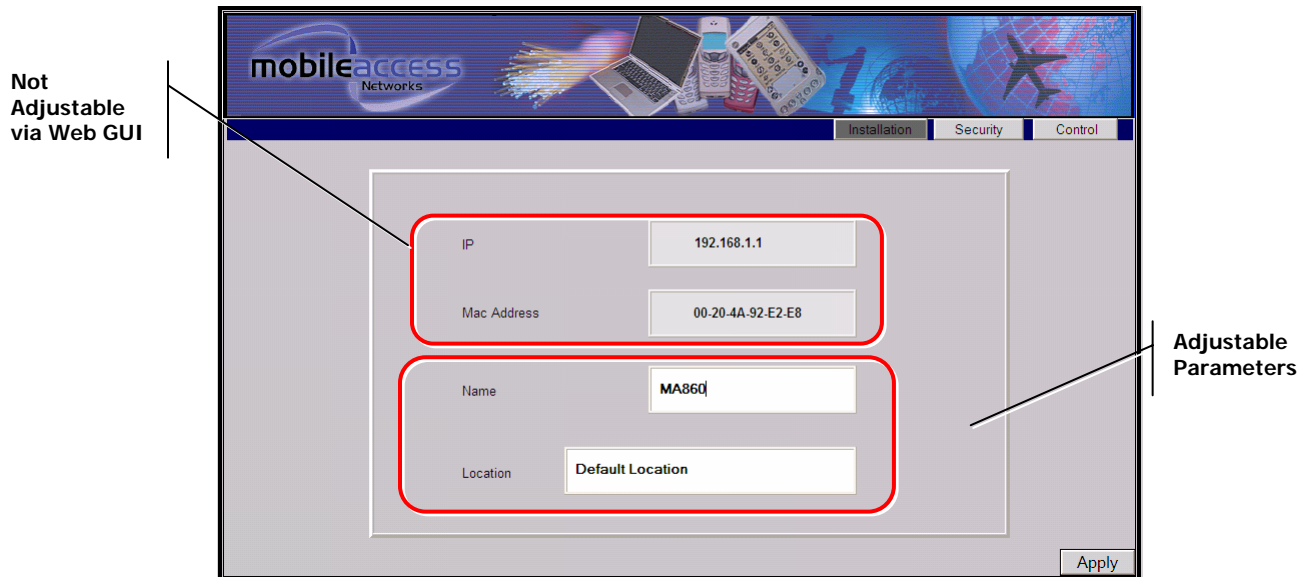 mobileaccess
Networks
Installation
Security
Control
Not
Adjustable
via Web GUI
IP
192.168.1.1
Mac Address
00-20-4A-92-E2-E8
Adjustable
Parameters
Name
MA860
Location
Default Location
Apply